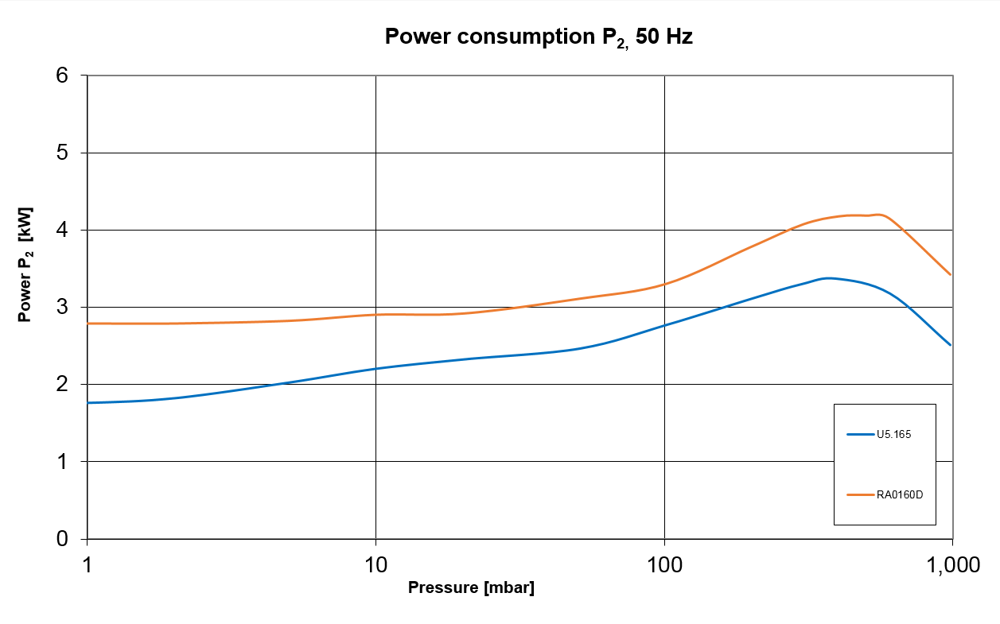 Power consumption P2, 50 Hz
6
5
4
3
2
1
0
Power P2 [kW]
1
10
100
1,000
Pressure [mbar]
U5.165
RA0160D